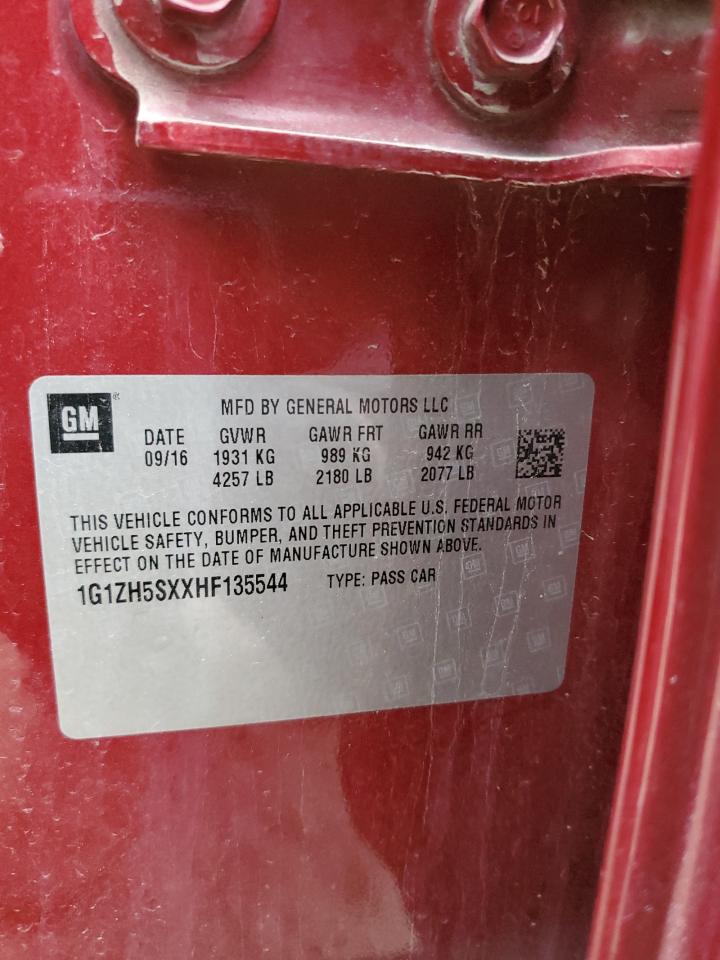 GM®
MFD BY GENERAL MOTORS LLC
DATE GVWR GAWR FRT GAWR RR
09/16 1931 KG 989 KG 942 KG
4257 LB 2180 LB 2077 LB
THIS VEHICLE CONFORMS TO ALL APPLICABLE U.S. FEDERAL MOTOR
VEHICLE SAFETY, BUMPER, AND THEFT PREVENTION STANDARDS IN
EFFECT ON THE DATE OF MANUFACTURE SHOWN ABOVE.
1G1ZH5SXXHF135544 TYPE: PASS CAR